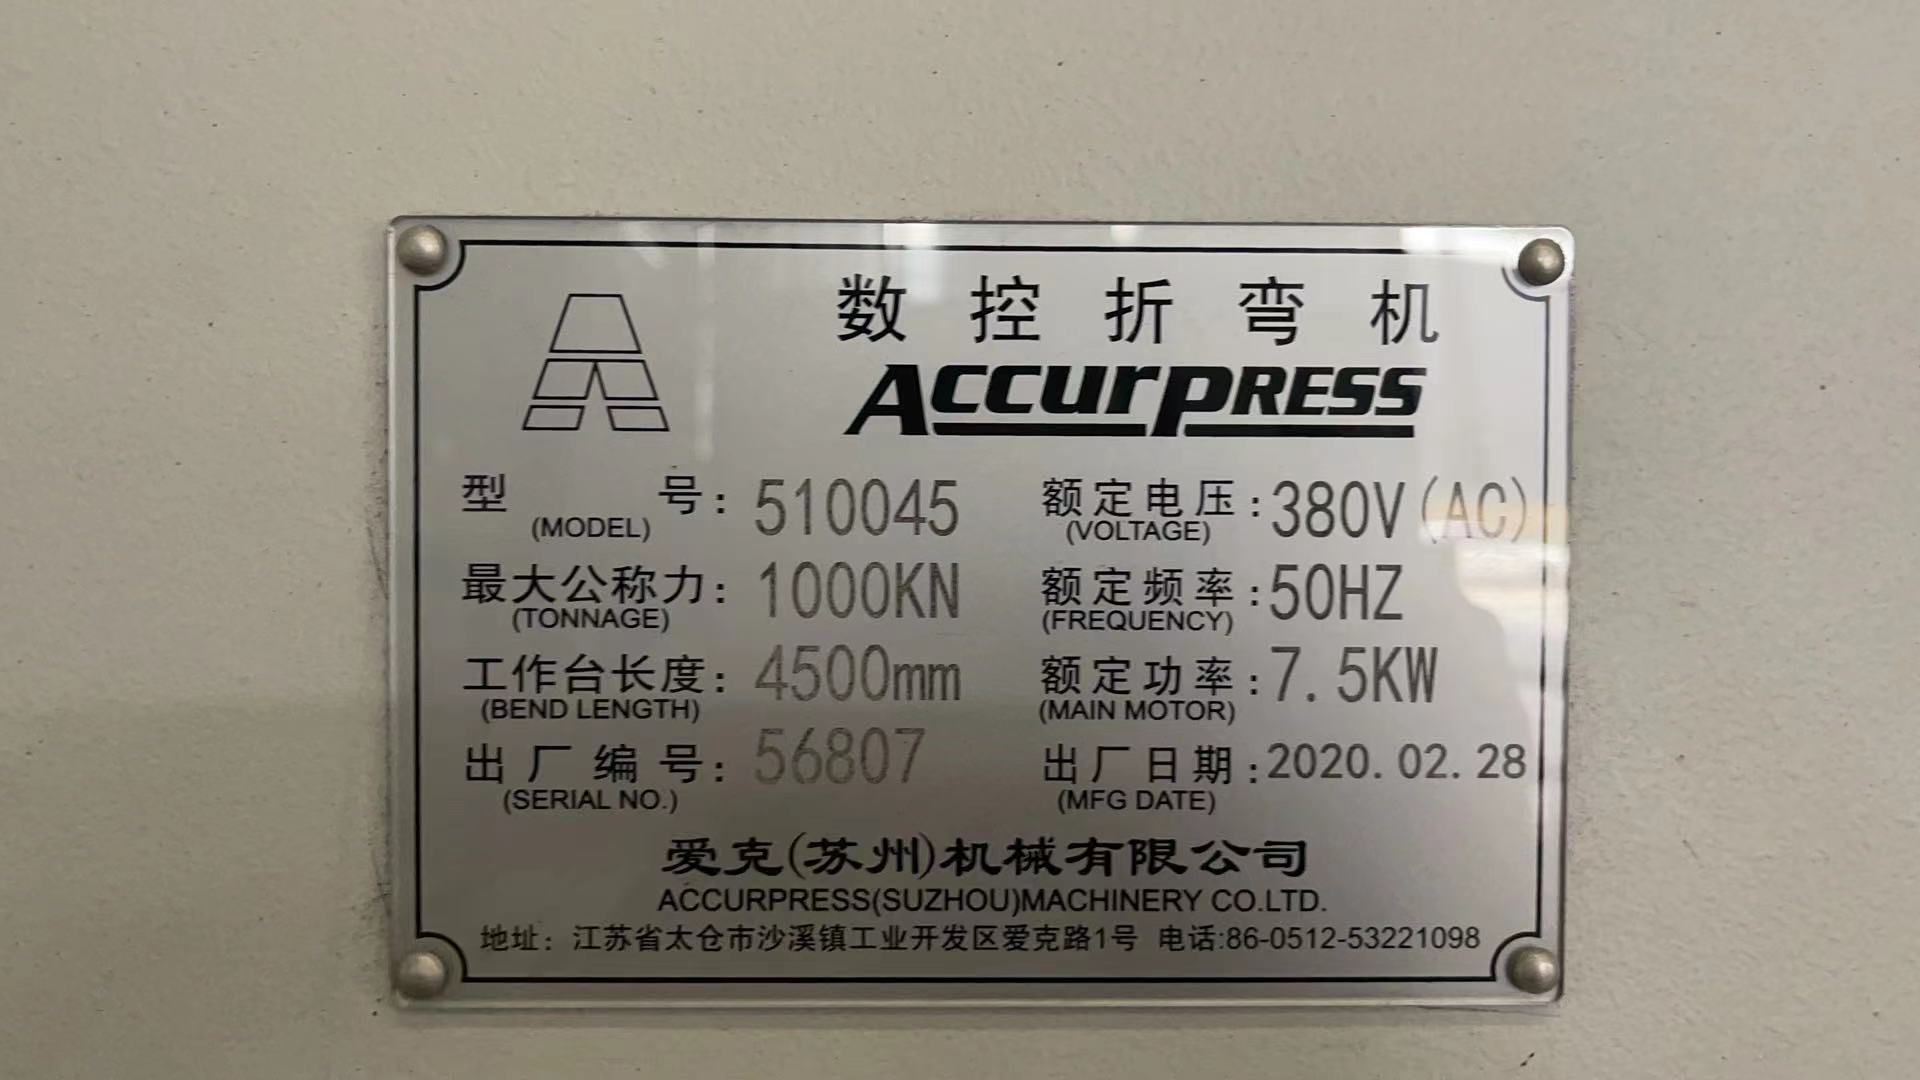 数控折弯机
ACCURPRESS
型号：510045 额定电压：380V(AC)
(MODEL) (VOLTAGE)
最大公称力：1000KN 额定频率：50HZ
(TONNAGE) (FREQUENCY)
工作台长度：4500mm 额定功率：7.5KW
(BEND LENGTH) (MAIN MOTOR)
出厂编号：56807 出厂日期：2020.02.28
(SERIAL NO.) (MFG DATE)
爱克(苏州)机械有限公司
ACCURPRESS(SUZHOU)MACHINERY CO.LTD.
地址：江苏省太仓市沙溪镇工业开发区爱克路1号 电话:86-0512-53221098